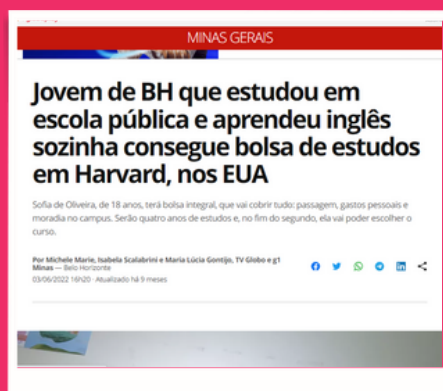 MINAS GERAIS
Jovem de BH que estudou em
escola pública e aprendeu inglês
sozinha consegue bolsa de estudos
em Harvard, nos EUA
Sofia de Oliveira, de 18 anos, terá bolsa integral, que vai cobrir tudo: passagem, gastos pessoais e
moradia no campus. Serão quatro anos de estudos e, no fim do segundo, ela vai poder escolher o
curso.
Por Michele Marie, Isabela Scalabrini e Maria Lúcia Gontijo, TV Globo e g1
Minas — Belo Horizonte
03/06/2022 16h20 · Atualizado há 9 meses